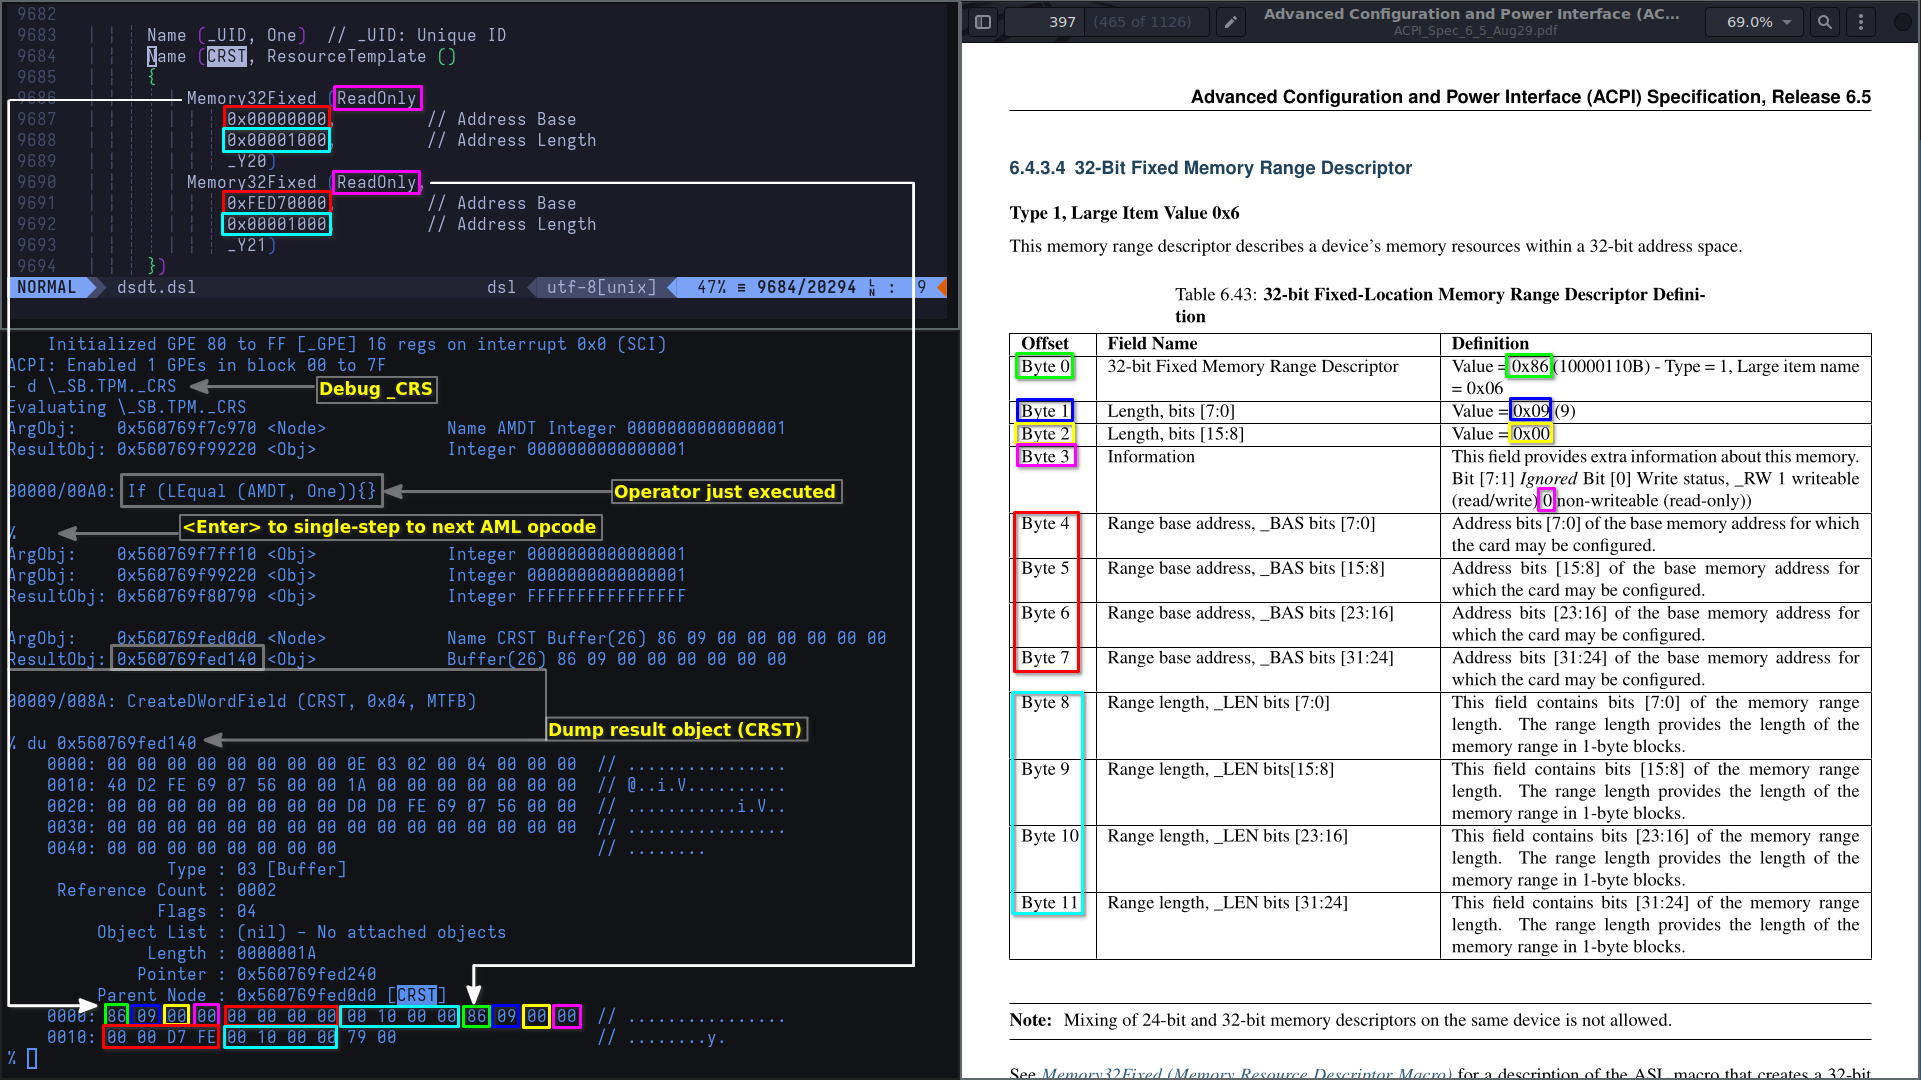 9682
9683 Name (_UID, One)  // _UID: Unique ID
9684 Name (CRST, ResourceTemplate ()
9685 {
9686 Memory32Fixed (ReadOnly
9687 0x00000000, // Address Base
9688 0x00001000, // Address Length
9689 _Y20)
9690 Memory32Fixed (ReadOnly,
9691 0xFED70000, // Address Base
9692 0x00001000, // Address Length
9693 _Y21)
9694 })
NORMAL dsdt.dsl dsl utf-8[unix] 47% ≡ 9684/20294 LN : 9
Initialized GPE 80 to FF [_GPE] 16 regs on interrupt 0x0 (SCI)
ACPI: Enabled 1 GPEs in block 00 to 7F
- d \_SB.TPM._CRS
Debug _CRS
Evaluating \_SB.TPM._CRS
ArgObj: 0x560769f7c970 <Node> Name AMDT Integer 0000000000000001
ResultObj: 0x560769f99220 <Obj> Integer 0000000000000001
00000/00A0: If (LEqual (AMDT, One)){}
Operator just executed
%
<Enter> to single-step to next AML opcode
ArgObj: 0x560769f7ff10 <Obj> Integer 0000000000000001
ArgObj: 0x560769f99220 <Obj> Integer 0000000000000001
ResultObj: 0x560769f80790 <Obj> Integer FFFFFFFFFFFFFFFF
ArgObj: 0x560769fed0d0 <Node> Name CRST Buffer(26) 86 09 00 00 00 00 00 00
ResultObj: 0x560769fed140 <Obj> Buffer(26) 86 09 00 00 00 00 00 00
00009/008A: CreateDWordField (CRST, 0x04, MTFB)
Dump result object (CRST)
% du 0x560769fed140
0000: 00 00 00 00 00 00 00 00 0E 03 02 00 04 00 00 00 // ................
0010: 40 D2 FE 69 07 56 00 00 1A 00 00 00 00 00 00 00 // @..i.V..........
0020: 00 00 00 00 00 00 00 00 D0 D0 FE 69 07 56 00 00 // ...........i.V..
0030: 00 00 00 00 00 00 00 00 00 00 00 00 00 00 00 00 // ................
0040: 00 00 00 00 00 00 00 00 // ........
Type : 03 [Buffer]
Reference Count : 0002
Flags : 04
Object List : (nil) - No attached objects
Length : 0000001A
Pointer : 0x560769fed240
Parent Node : 0x560769fed0d0 [CRST]
0000: 86 09 00 00 00 00 00 00 00 10 00 00 86 09 00 00 // ................
0010: 00 00 D7 FE 00 10 00 00 79 00 // ........y.
%
397 (465 of 1126)
Advanced Configuration and Power Interface (AC...
ACPI_Spec_6_5_Aug29.pdf
69.0%
Advanced Configuration and Power Interface (ACPI) Specification, Release 6.5
6.4.3.4 32-Bit Fixed Memory Range Descriptor
Type 1, Large Item Value 0x6
This memory range descriptor describes a device's memory resources within a 32-bit address space.
Table 6.43: 32-bit Fixed-Location Memory Range Descriptor Defini-
tion
Offset Field Name Definition
Byte 0 32-bit Fixed Memory Range Descriptor Value = 0x86 (10000110B) - Type = 1, Large item name
= 0x06
Byte 1 Length, bits [7:0] Value = 0x09 (9)
Byte 2 Length, bits [15:8] Value = 0x00
Byte 3 Information This field provides extra information about this memory.
Bit [7:1] Ignored Bit [0] Write status, _RW 1 writeable
(read/write) 0 non-writeable (read-only))
Byte 4 Range base address, _BAS bits [7:0] Address bits [7:0] of the base memory address for which
the card may be configured.
Byte 5 Range base address, _BAS bits [15:8] Address bits [15:8] of the base memory address for
which the card may be configured.
Byte 6 Range base address, _BAS bits [23:16] Address bits [23:16] of the base memory address for
which the card may be configured.
Byte 7 Range base address, _BAS bits [31:24] Address bits [31:24] of the base memory address for
which the card may be configured.
Byte 8 Range length, _LEN bits [7:0] This field contains bits [7:0] of the memory range
length. The range length provides the length of the
memory range in 1-byte blocks.
Byte 9 Range length, _LEN bits[15:8] This field contains bits [15:8] of the memory range
length. The range length provides the length of the
memory range in 1-byte blocks.
Byte 10 Range length, _LEN bits [23:16] This field contains bits [23:16] of the memory range
length. The range length provides the length of the
memory range in 1-byte blocks.
Byte 11 Range length, _LEN bits [31:24] This field contains bits [31:24] of the memory range
length. The range length provides the length of the
memory range in 1-byte blocks.
Note: Mixing of 24-bit and 32-bit memory descriptors on the same device is not allowed.
See Memory32Fixed (Memory Resource Descriptor Macro) for a description of the ASL macro that creates a 32-bit